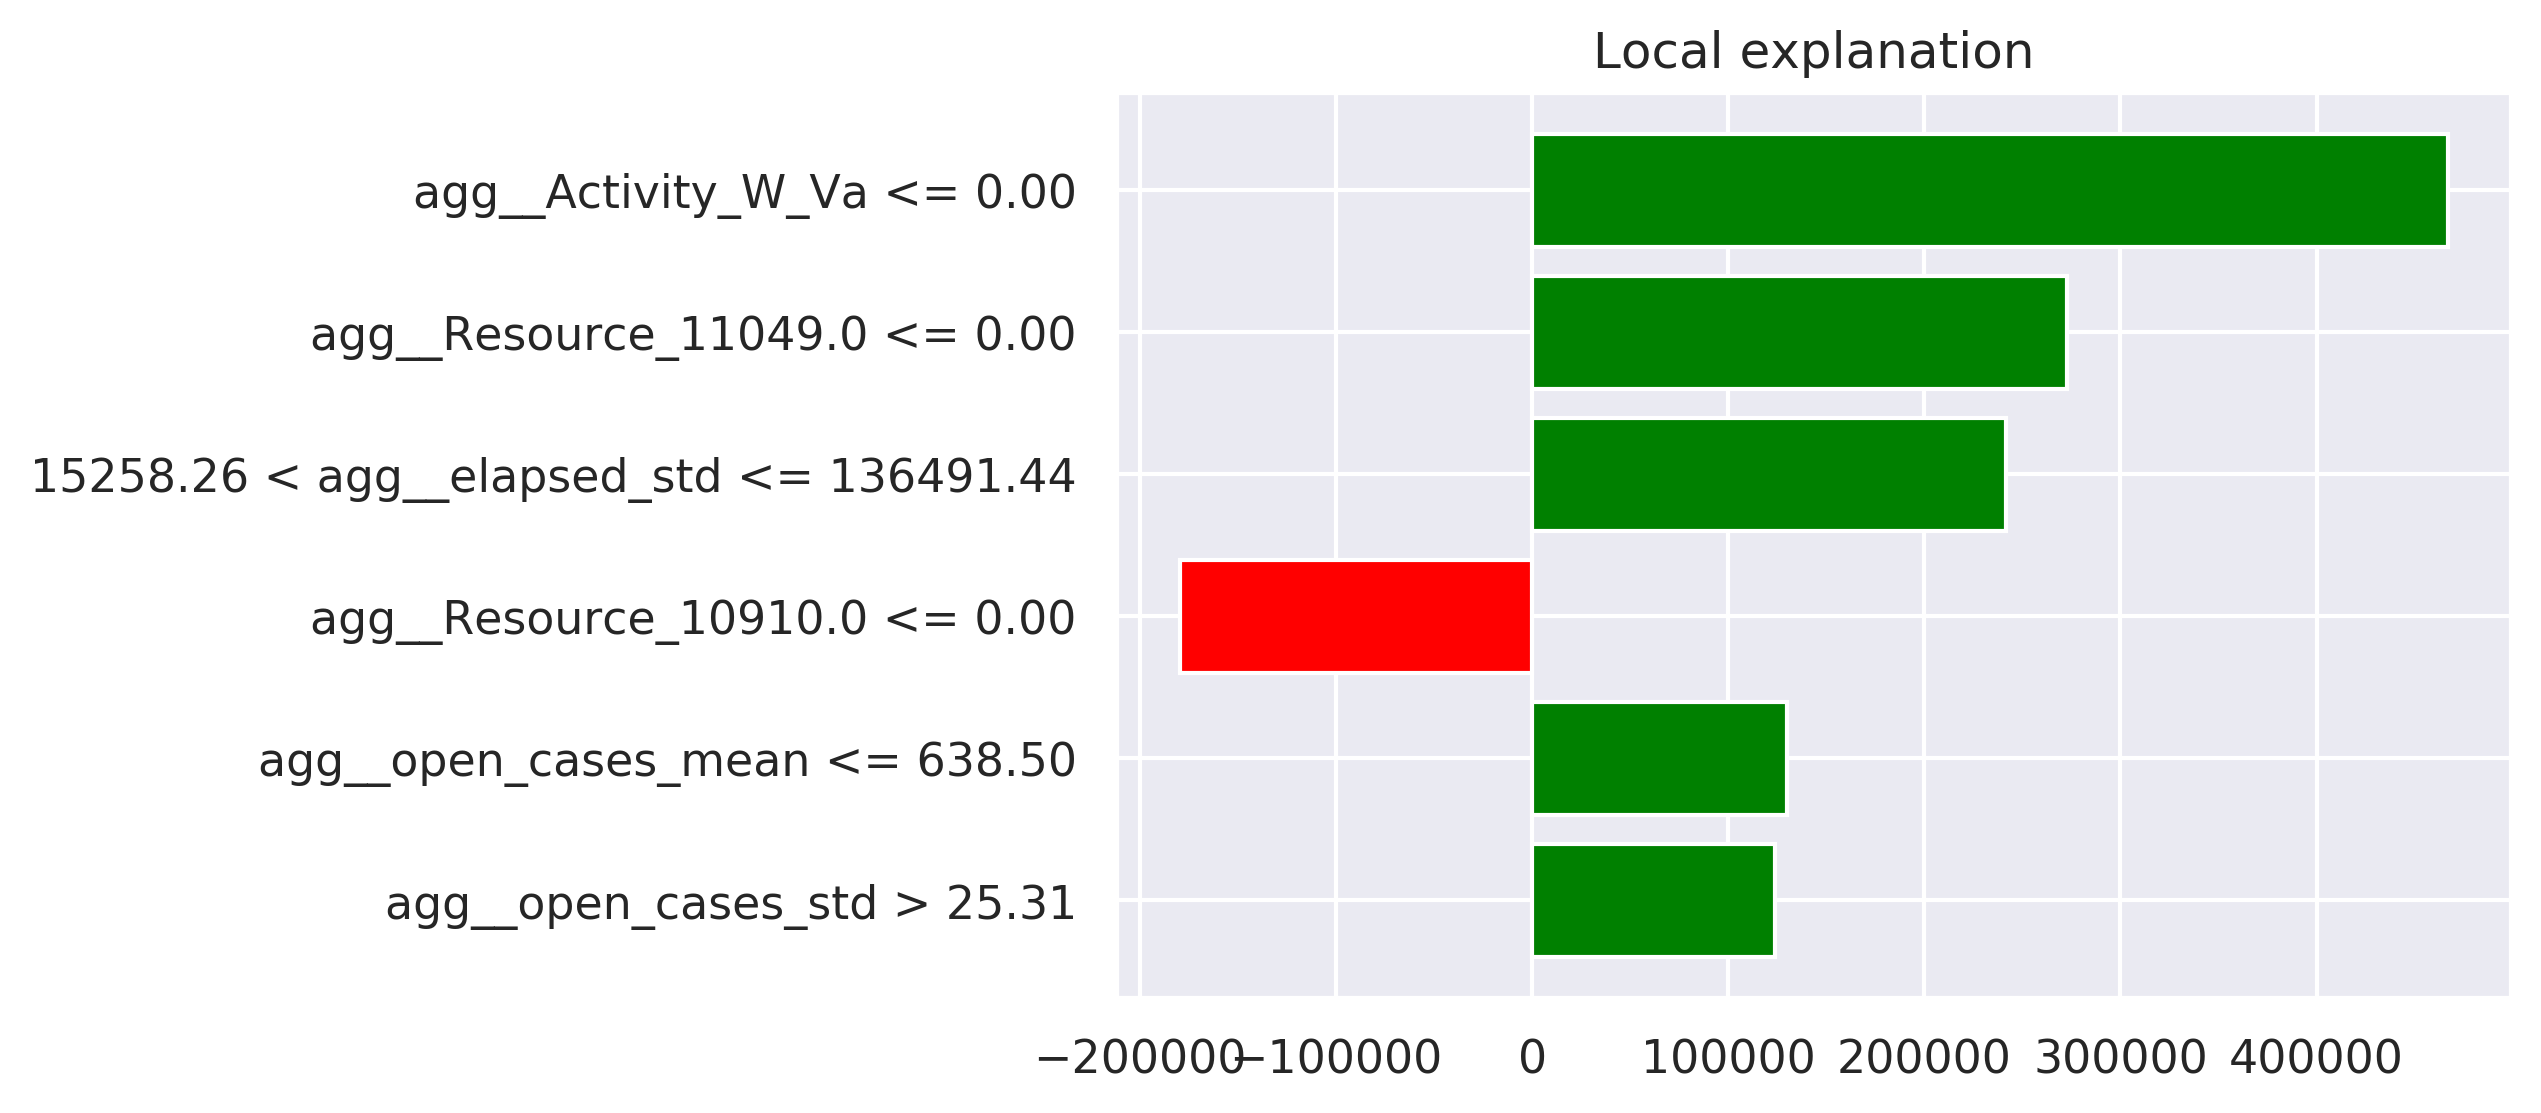 Local explanation
agg__Activity_W_Va <= 0.00
agg__Resource_11049.0 <= 0.00
15258.26 < agg__elapsed_std <= 136491.44
agg__Resource_10910.0 <= 0.00
agg__open_cases_mean <= 638.50
agg__open_cases_std > 25.31
−200000 −100000 0 100000 200000 300000 400000